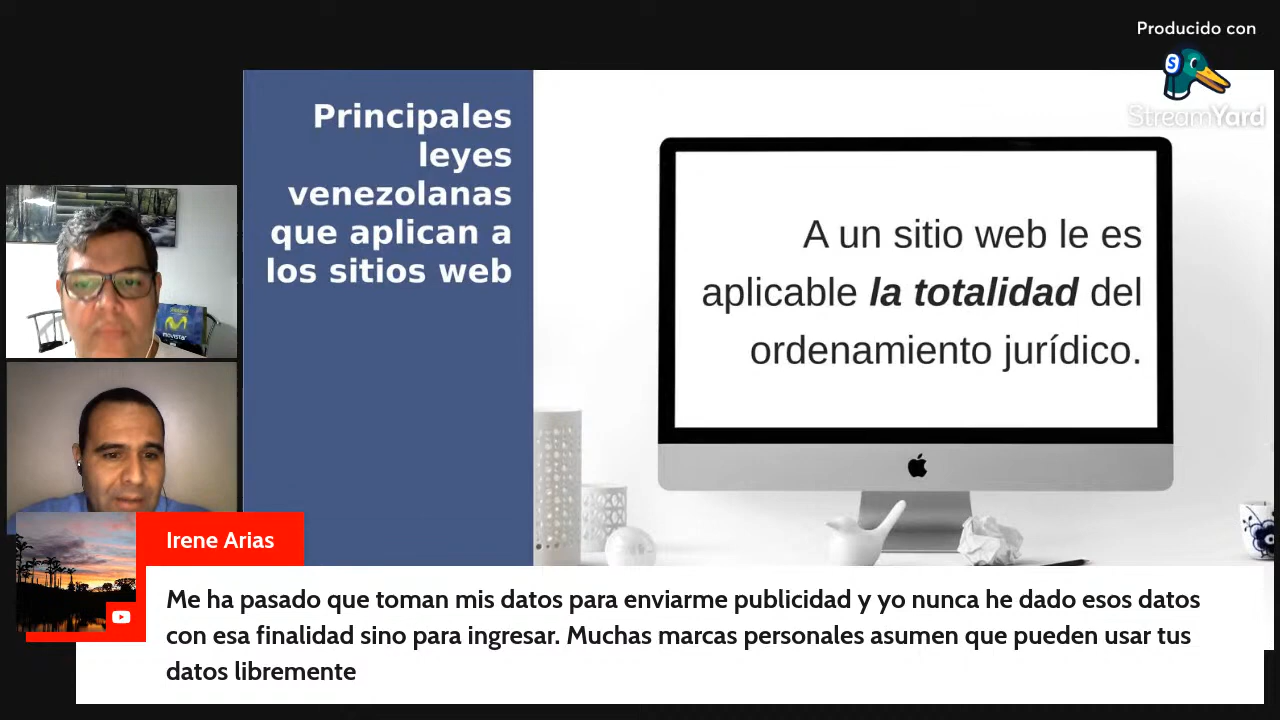 Producido con
S
StreamYard
Principales
leyes
venezolanas
que aplican a
los sitios web
A un sitio web le es
aplicable la totalidad del
ordenamiento jurídico.
movistar
Irene Arias
Me ha pasado que toman mis datos para enviarme publicidad y yo nunca he dado esos datos
con esa finalidad sino para ingresar. Muchas marcas personales asumen que pueden usar tus
datos libremente